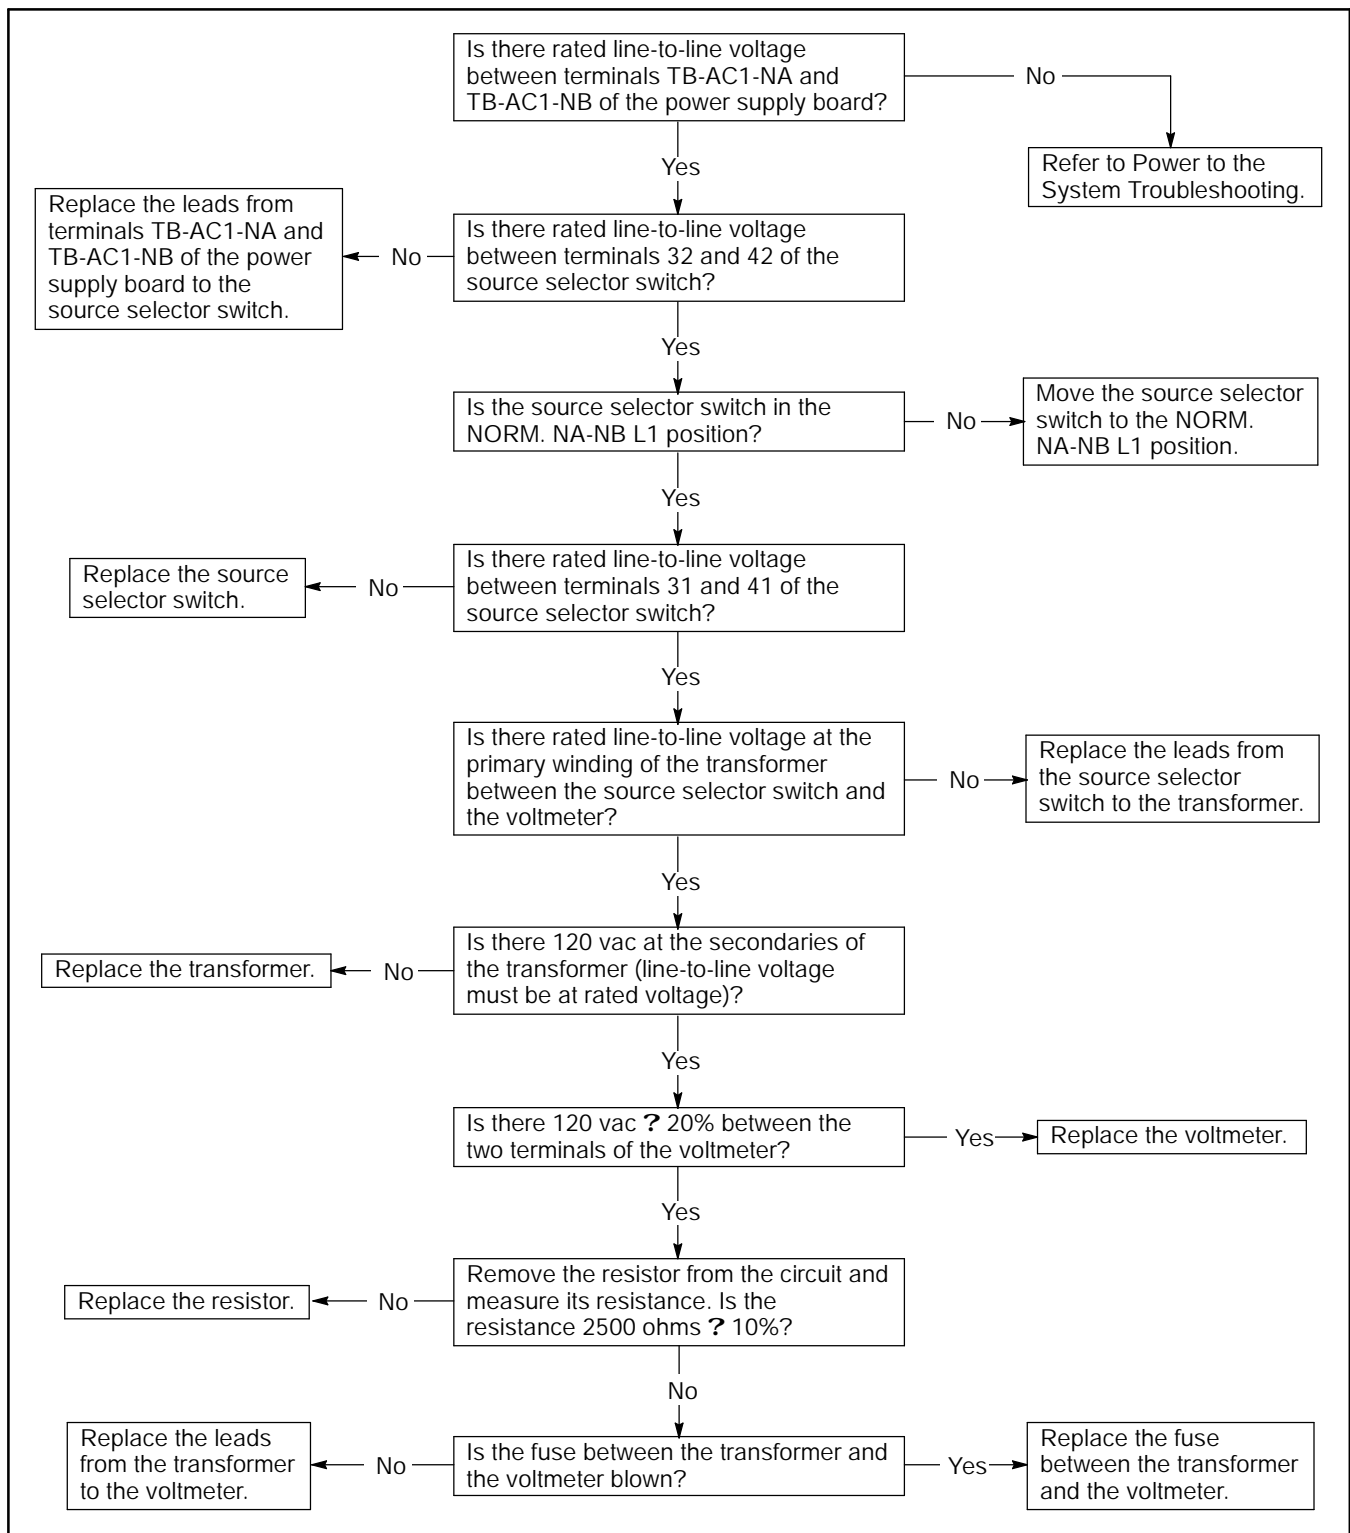 Is there rated line-to-line voltage
between terminals TB-AC1-NA and
TB-AC1-NB of the power supply board?
No
Refer to Power to the
System Troubleshooting.
Yes
Replace the leads from
terminals TB-AC1-NA and
TB-AC1-NB of the power
supply board to the
source selector switch.
No
Is there rated line-to-line voltage
between terminals 32 and 42 of the
source selector switch?
Yes
Is the source selector switch in the
NORM. NA-NB L1 position?
No
Move the source selector
switch to the NORM.
NA-NB L1 position.
Yes
Replace the source
selector switch.
No
Is there rated line-to-line voltage
between terminals 31 and 41 of the
source selector switch?
Yes
Is there rated line-to-line voltage at the
primary winding of the transformer
between the source selector switch and
the voltmeter?
No
Replace the leads from
the source selector
switch to the transformer.
Yes
Replace the transformer.
No
Is there 120 vac at the secondaries of
the transformer (line-to-line voltage
must be at rated voltage)?
Yes
Is there 120 vac ? 20% between the
two terminals of the voltmeter?
Yes
Replace the voltmeter.
Yes
Replace the resistor.
No
Remove the resistor from the circuit and
measure its resistance. Is the
resistance 2500 ohms ? 10%?
No
Replace the leads
from the transformer
to the voltmeter.
No
Is the fuse between the transformer and
the voltmeter blown?
Yes
Replace the fuse
between the transformer
and the voltmeter.